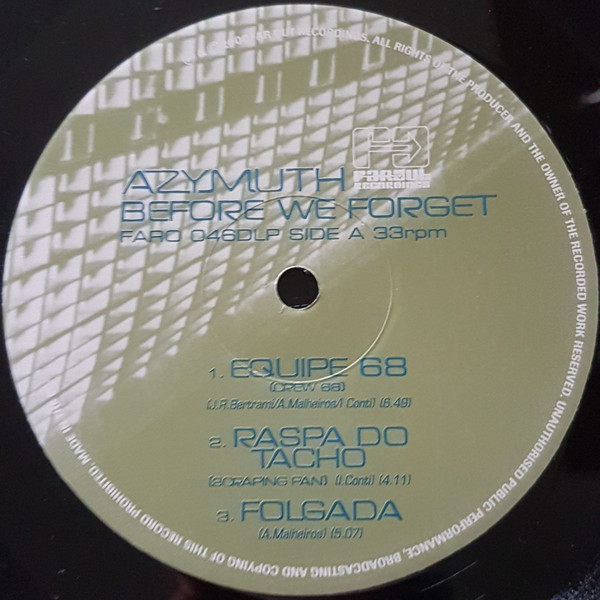 AZYMUTH
FAROUT
RECORDINGS
BEFORE WE FORGET
FARO 046DLP SIDE A 33rpm
1. EQUIPE 68
(CREW 68)
(J.R.Bertrami/A.Malheiros/I Conti) (6.49)
2. RASPA DO
TACHO
(SCRAPING PAN) (I.Conti) (4.11)
3. FOLGADA
(A.Malheiros) (5.07)
FAR OUT RECORDINGS. ALL RIGHTS OF THE PRODUCER AND THE OWNER OF THE RECORDED WORK RESERVED. UNAUTHORISED PUBLIC PERFORMANCE, BROADCASTING AND COPYING OF THIS RECORD PROHIBITED. MADE